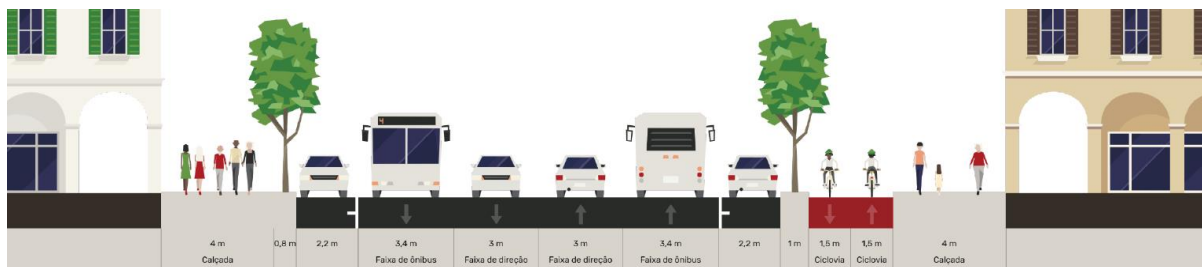 4
4 m
Calçada
0,8 m
2,2 m
3,4 m
Faixa de ônibus
3 m
Faixa de direção
3 m
Faixa de direção
3,4 m
Faixa de ônibus
2,2 m
1 m
1,5 m
Ciclovia
1,5 m
Ciclovia
4 m
Calçada